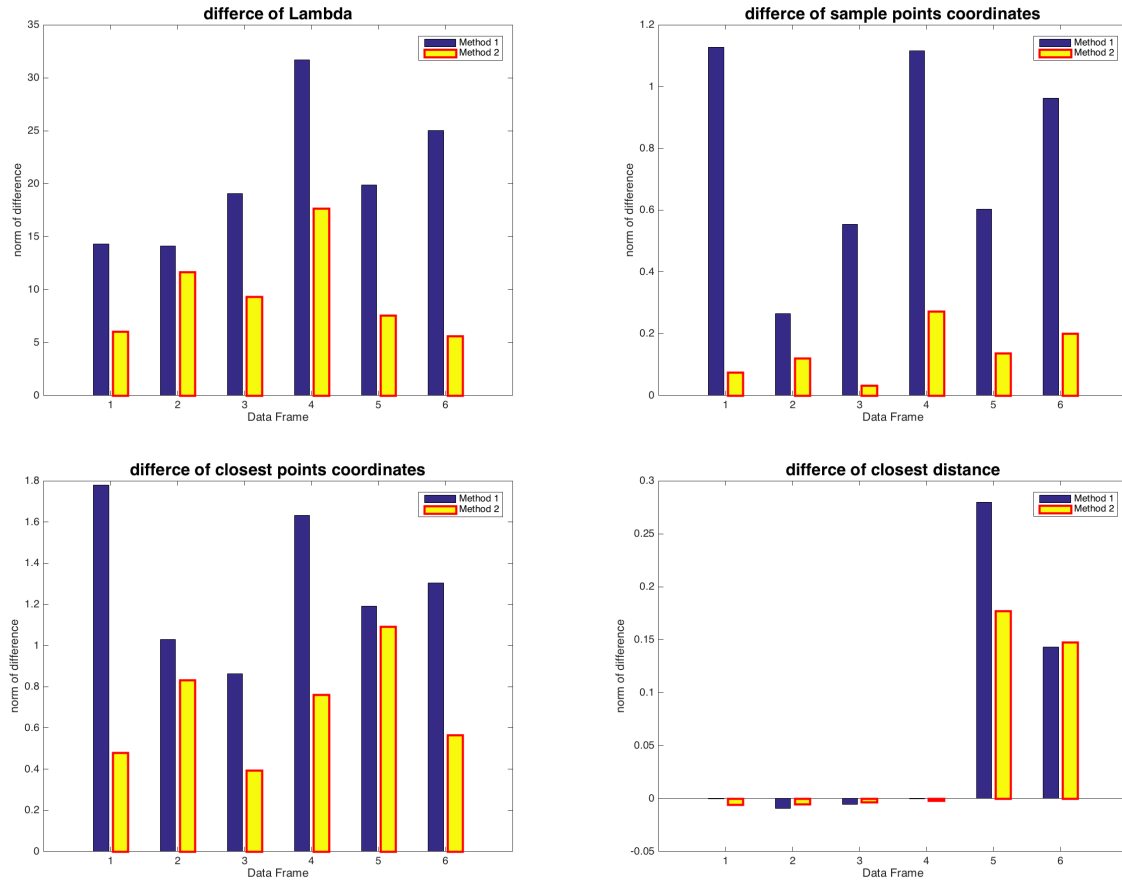 differce of Lambda
35
30
25
20
15
10
5
0
norm of difference
1 2 3 4 5 6
Data Frame
Method 1
Method 2
differce of sample points coordinates
1.2
1
0.8
0.6
0.4
0.2
0
norm of difference
1 2 3 4 5 6
Data Frame
Method 1
Method 2
differce of closest points coordinates
1.8
1.6
1.4
1.2
1
0.8
0.6
0.4
0.2
0
norm of difference
1 2 3 4 5 6
Data Frame
Method 1
Method 2
differce of closest distance
0.3
0.25
0.2
0.15
0.1
0.05
0
-0.05
norm of difference
1 2 3 4 5 6
Data Frame
Method 1
Method 2